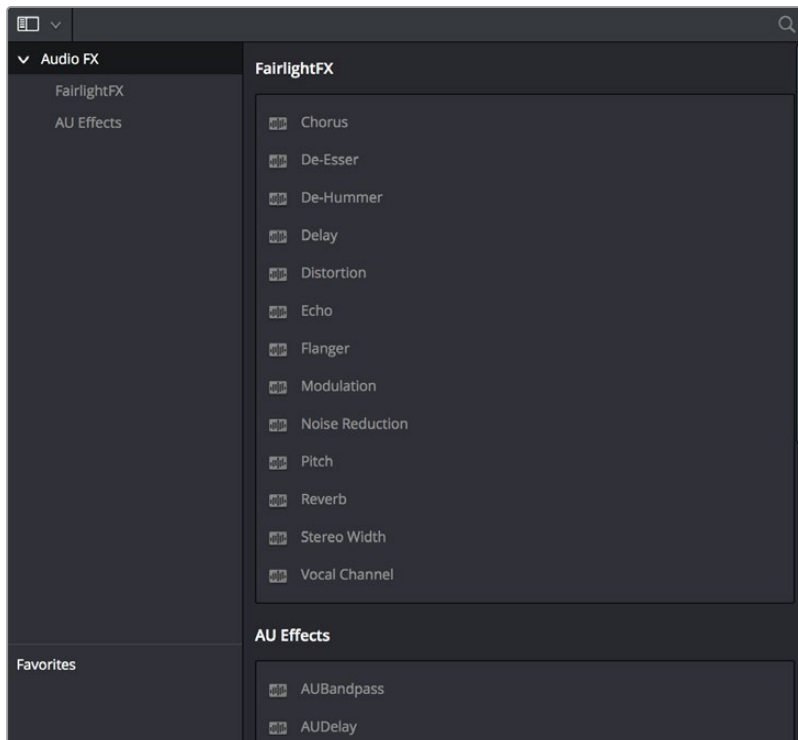 Audio FX
FairlightFX
AU Effects
Favorites
FairlightFX
Chorus
De-Esser
De-Hummer
Delay
Distortion
Echo
Flanger
Modulation
Noise Reduction
Pitch
Reverb
Stereo Width
Vocal Channel
AU Effects
AUBandpass
AUDelay